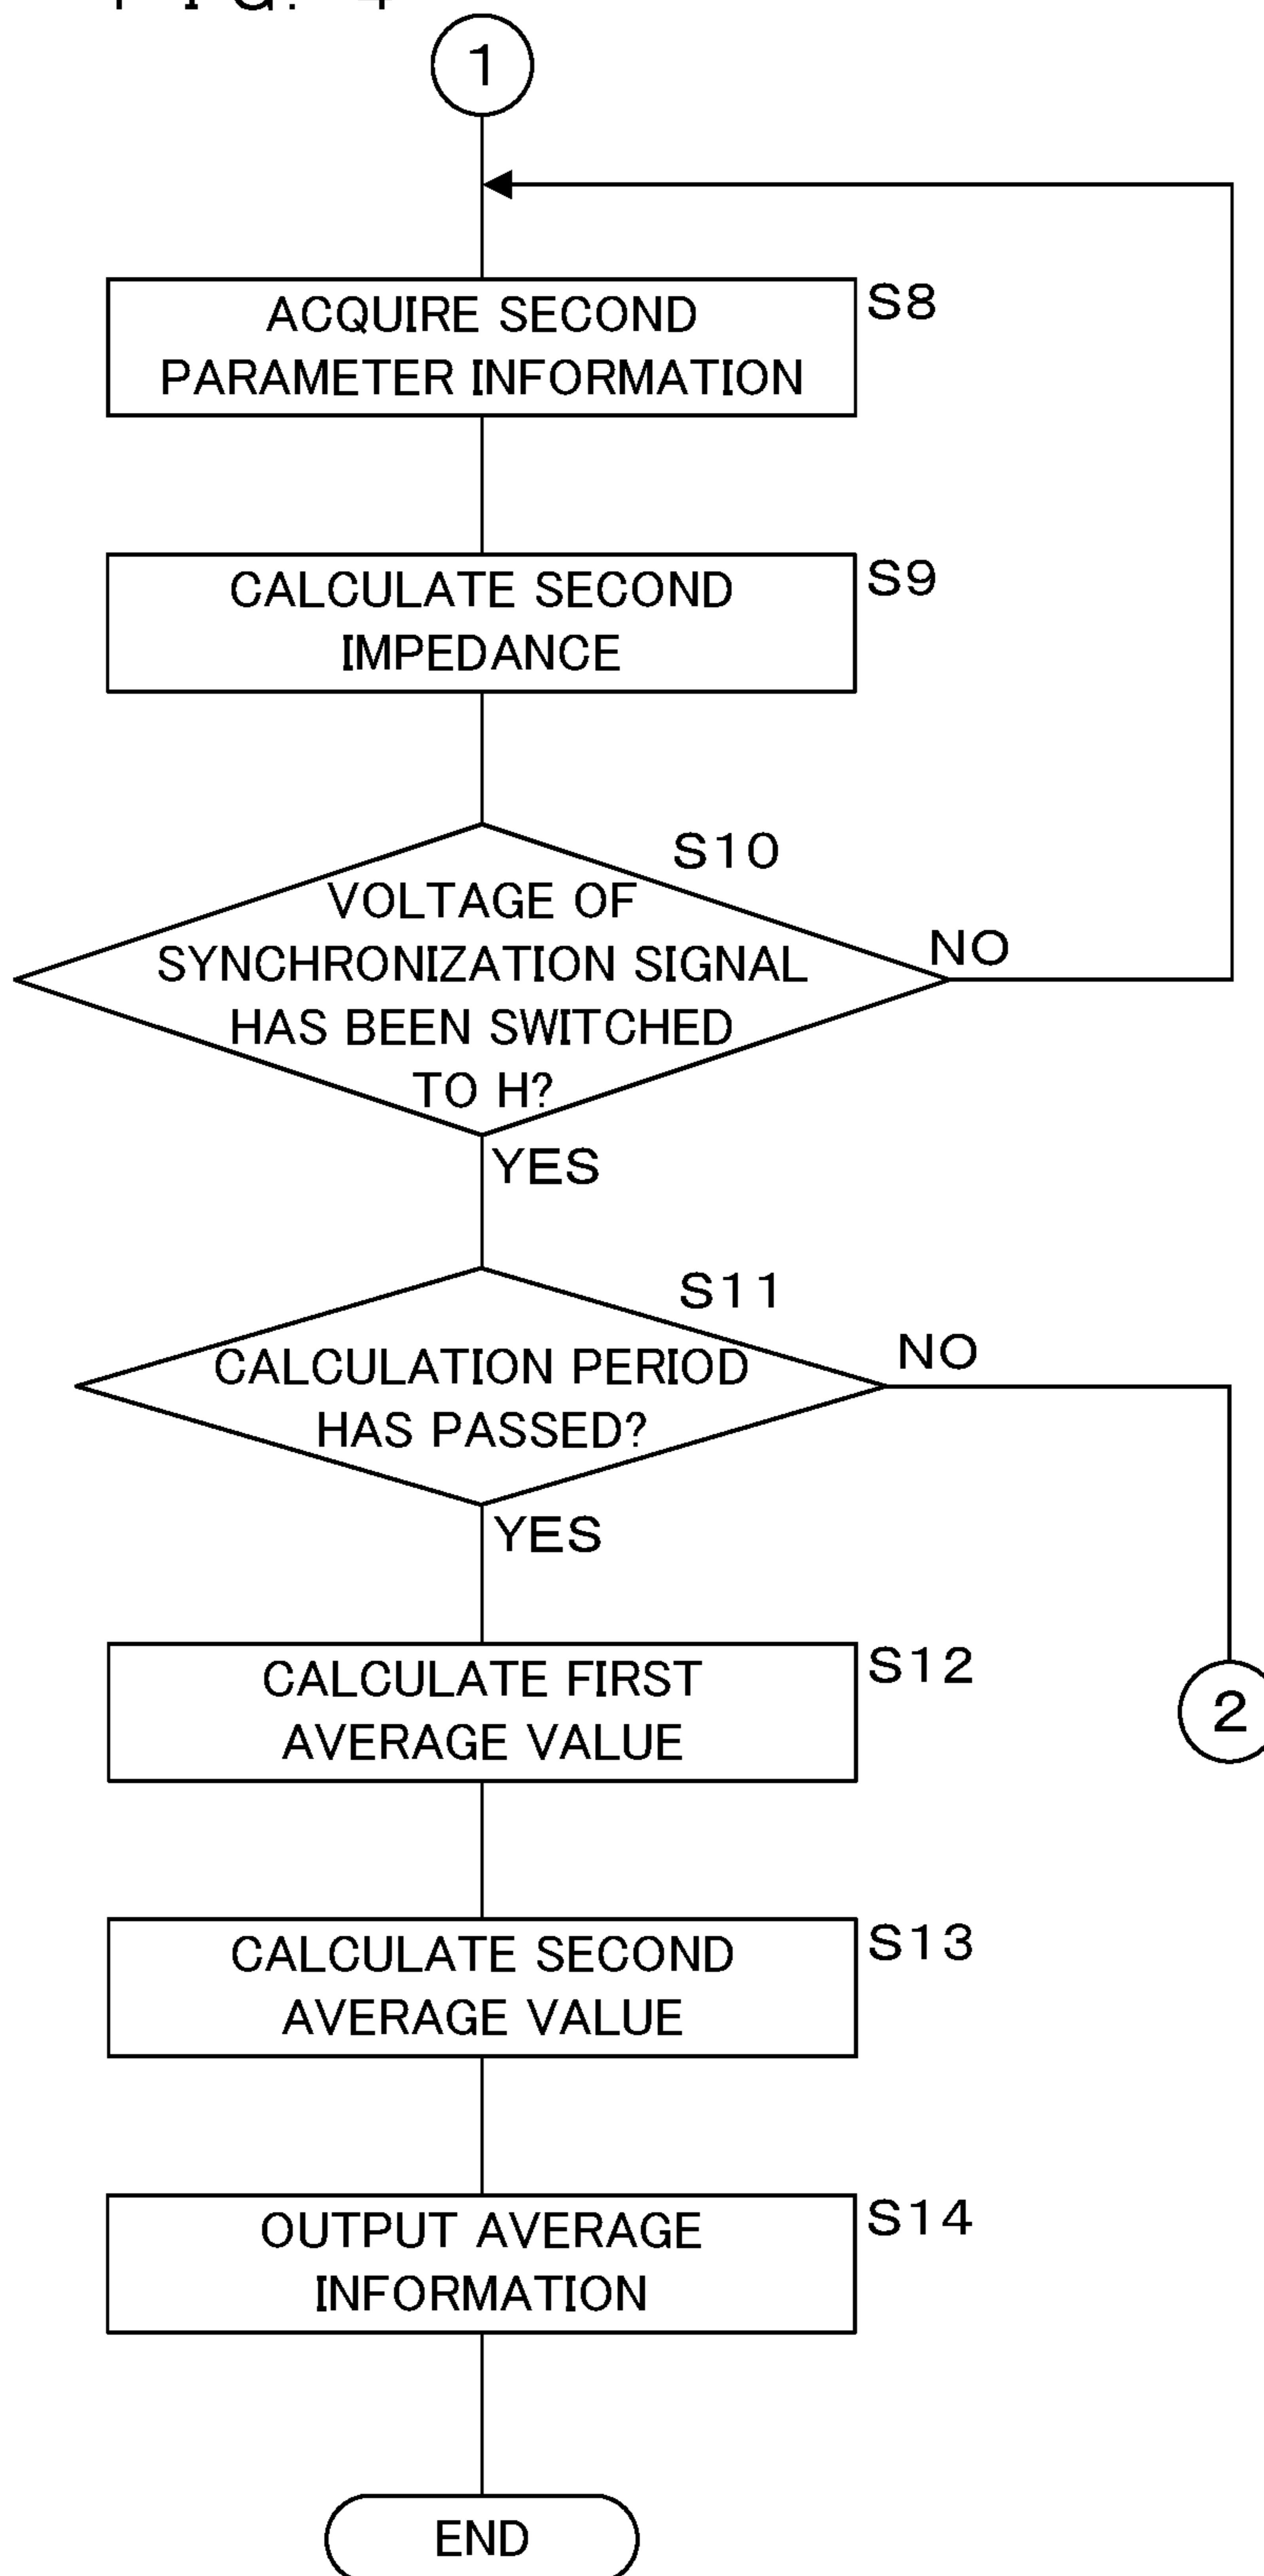 FIG. 4
1
ACQUIRE SECOND
PARAMETER INFORMATION
S8
CALCULATE SECOND
IMPEDANCE
S9
S10
VOLTAGE OF
SYNCHRONIZATION SIGNAL
HAS BEEN SWITCHED
TO H?
NO
YES
S11
CALCULATION PERIOD
HAS PASSED?
NO
YES
CALCULATE FIRST
AVERAGE VALUE
S12
2
CALCULATE SECOND
AVERAGE VALUE
S13
OUTPUT AVERAGE
INFORMATION
S14
END